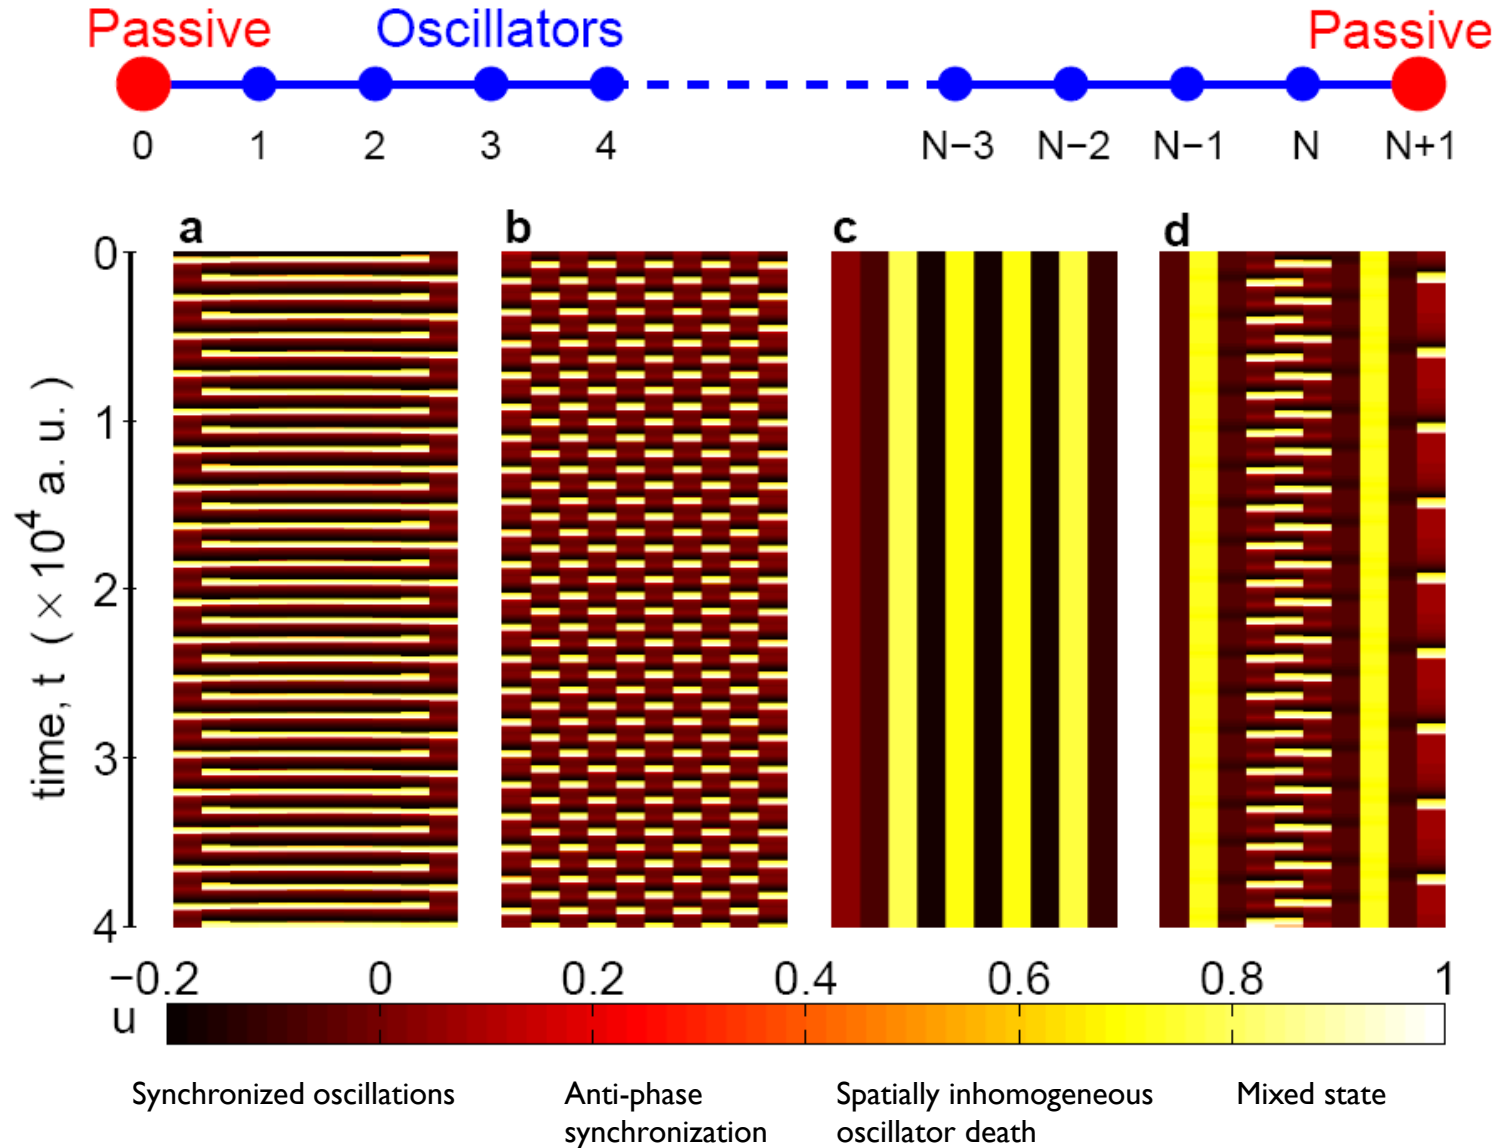 Passive Oscillators Passive
0 1 2 3 4 N−3 N−2 N−1 N N+1
a b c d
0
1
2
3
4
time, t (× 10⁴ a. u.)
−0.2 0 0.2 0.4 0.6 0.8 1
u
Synchronized oscillations
Anti-phase
synchronization
Spatially inhomogeneous
oscillator death
Mixed state